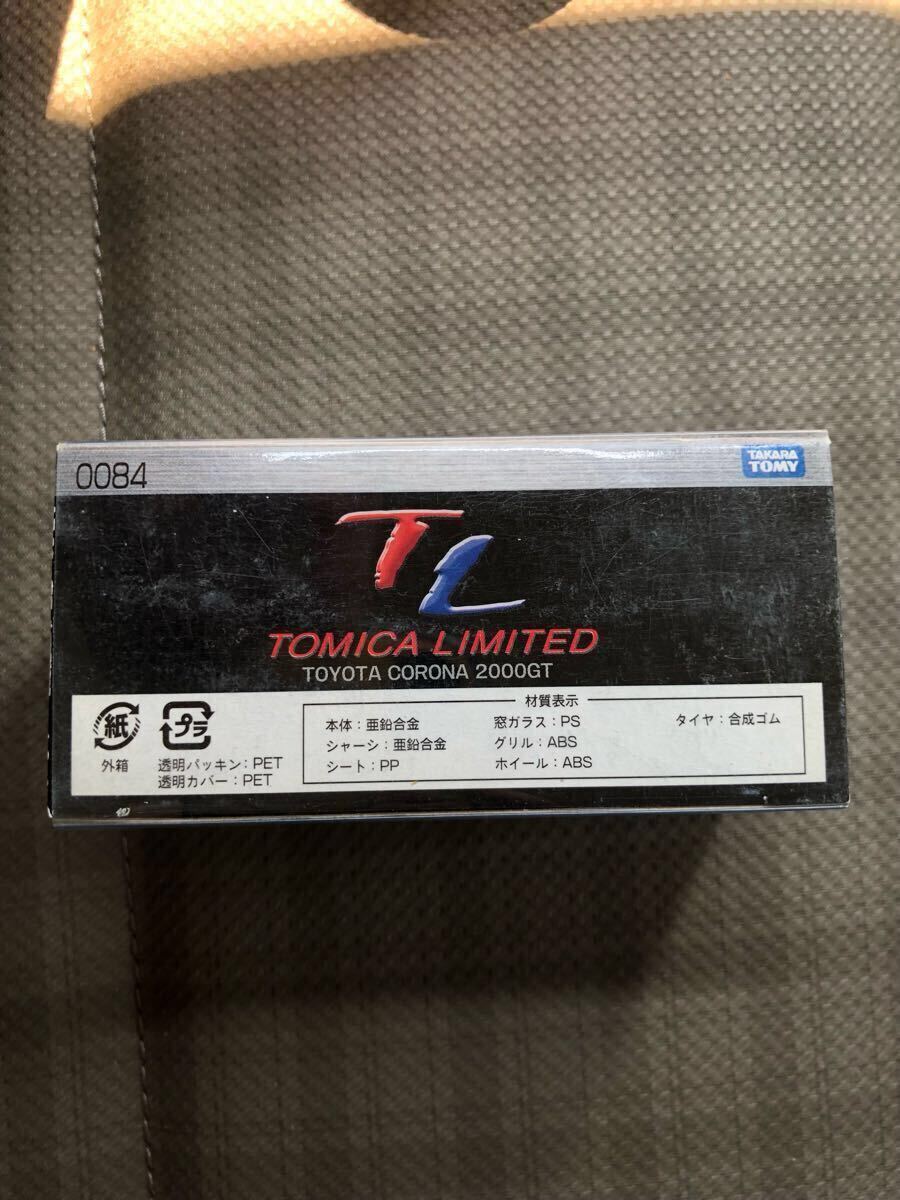 0084
TAKARA
TOMY
TL
TOMICA LIMITED
TOYOTA CORONA 2000GT
紙
外箱
プラ
透明パッキン：PET
透明カバー：PET
材質表示
本体：亜鉛合金
シャーシ：亜鉛合金
シート：PP
窓ガラス：PS
グリル：ABS
ホイール：ABS
タイヤ：合成ゴム